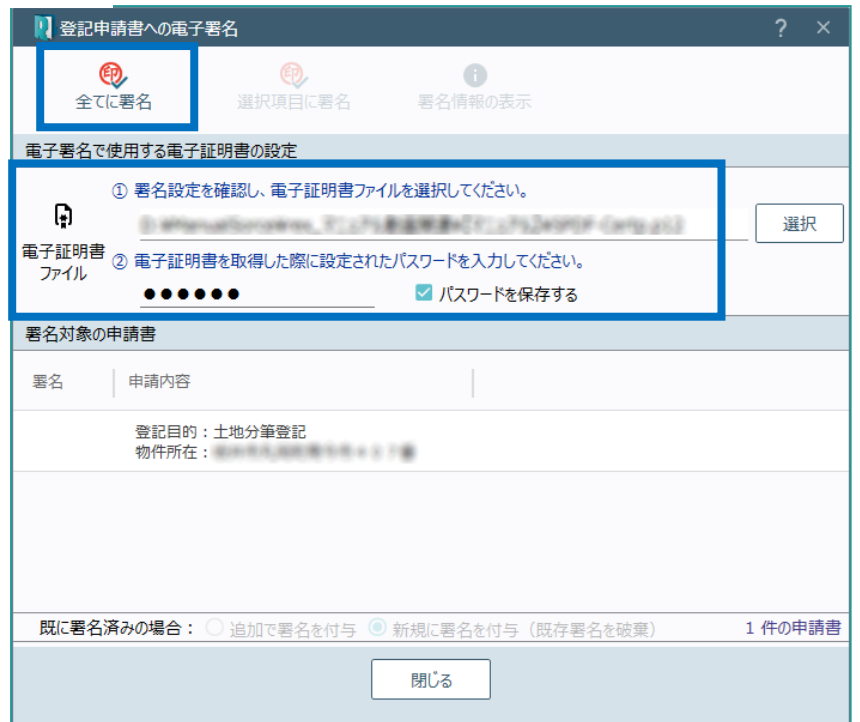 登記申請書への電子署名
? ×
全てに署名 選択項目に署名 署名情報の表示
電子署名で使用する電子証明書の設定
① 署名設定を確認し、電子証明書ファイルを選択してください。
選択
電子証明書
ファイル
② 電子証明書を取得した際に設定されたパスワードを入力してください。
●●●●●● パスワードを保存する
署名対象の申請書
署名 申請内容
登記目的：土地分筆登記
物件所在：
既に署名済みの場合： 追加で署名を付与 新規に署名を付与（既存署名を破棄） 1 件の申請書
閉じる